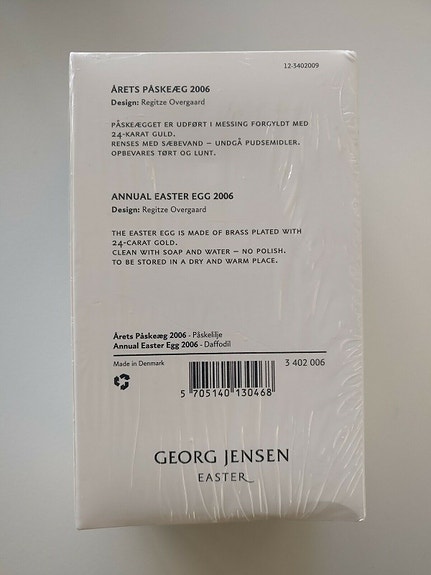 12-3402009
ÅRETS PÅSKEÆG 2006
Design: Regitze Overgaard
PÅSKEÆGGET ER UDFØRT I MESSING FORGYLDT MED
24-KARAT GULD.
RENSES MED SÆBEVAND – UNDGÅ PUDSEMIDLER.
OPBEVARES TØRT OG LUNT.
ANNUAL EASTER EGG 2006
Design: Regitze Overgaard
THE EASTER EGG IS MADE OF BRASS PLATED WITH
24-CARAT GOLD.
CLEAN WITH SOAP AND WATER – NO POLISH.
TO BE STORED IN A DRY AND WARM PLACE.
Årets Påskeæg 2006 - Påskelilje
Annual Easter Egg 2006 - Daffodil
Made in Denmark
3 402 006
5 705140 130468
GEORG JENSEN
EASTER